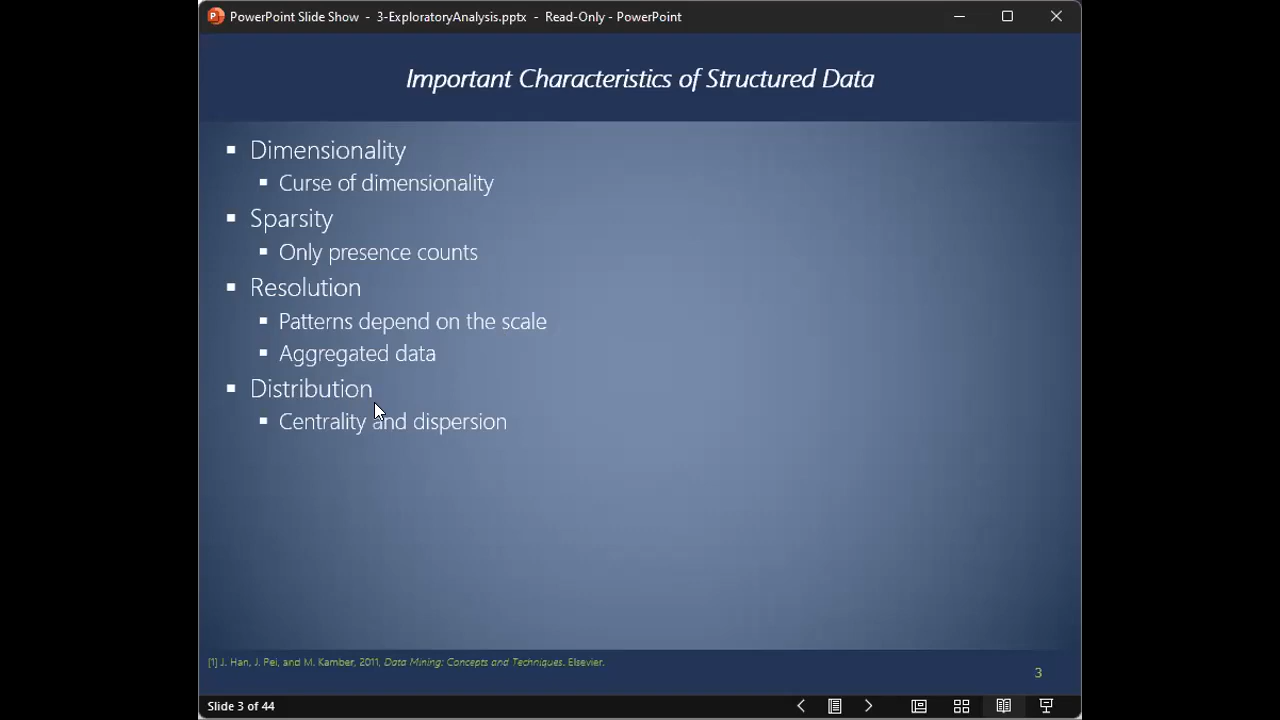 PowerPoint Slide Show - 3-ExploratoryAnalysis.pptx - Read-Only - PowerPoint
Important Characteristics of Structured Data
Dimensionality
Curse of dimensionality
Sparsity
Only presence counts
Resolution
Patterns depend on the scale
Aggregated data
Distribution
Centrality and dispersion
[1] J. Han, J. Pei, and M. Kamber, 2011, Data Mining: Concepts and Techniques. Elsevier.
3
Slide 3 of 44